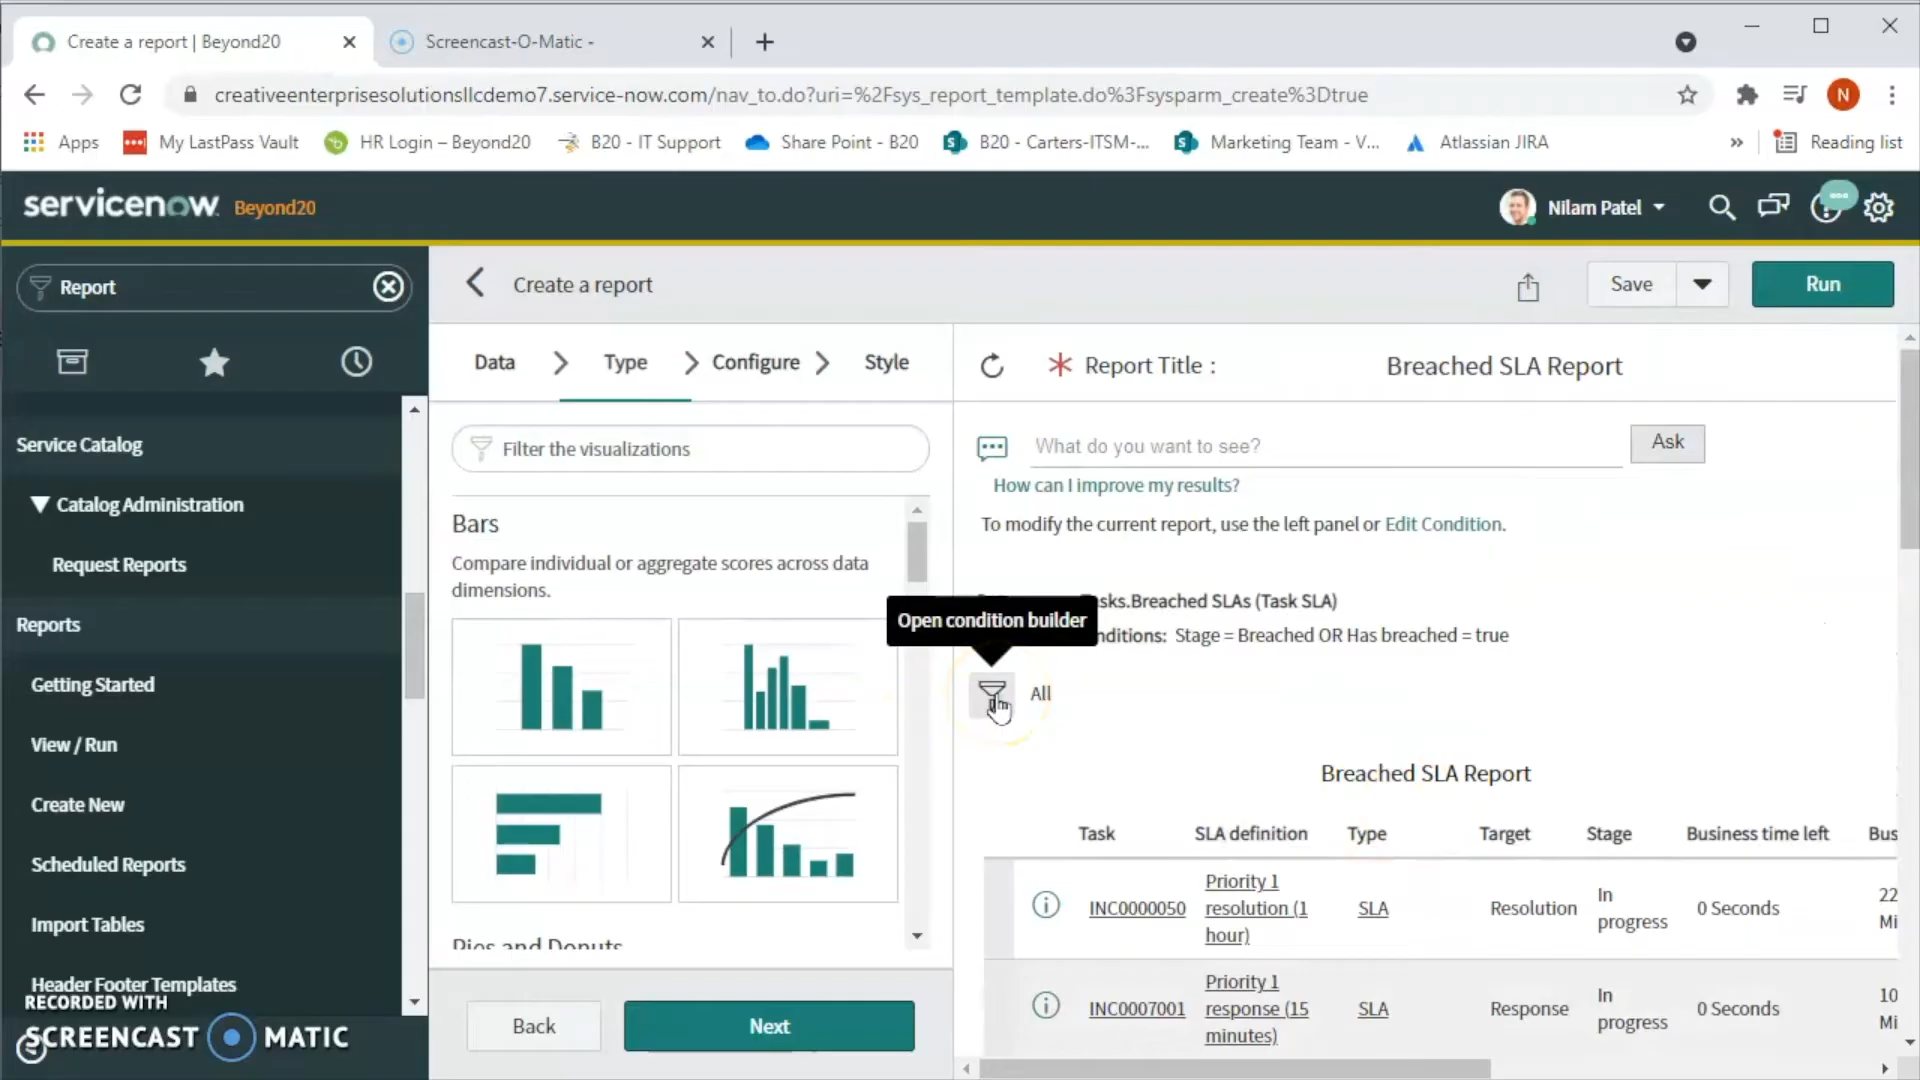 Create a report | Beyond20
Screencast-O-Matic -
creativeenterprisesolutionsllcdemo7.service-now.com/nav_to.do?uri=%2Fsys_report_template.do%3Fsysparm_create%3Dtrue
N
Apps
My LastPass Vault
HR Login – Beyond20
B20 - IT Support
Share Point - B20
B20 - Carters-ITSM-...
Marketing Team - V...
Atlassian JIRA
»
Reading list
servicenow
Beyond20
Nilam Patel
Report
Create a report
Save
Run
Data
Type
Configure
Style
Report Title :
Breached SLA Report
Service Catalog
Catalog Administration
Request Reports
Reports
Getting Started
View / Run
Create New
Scheduled Reports
Import Tables
Header Footer Templates
RECORDED WITH
SCREENCAST MATIC
Filter the visualizations
Bars
Compare individual or aggregate scores across data
dimensions.
Pies and Donuts
Back
Next
What do you want to see?
Ask
How can I improve my results?
To modify the current report, use the left panel or Edit Condition.
Open condition builder
sks.Breached SLAs (Task SLA)
nditions: Stage = Breached OR Has breached = true
All
Breached SLA Report
Task
SLA definition
Type
Target
Stage
Business time left
Bus
INC0000050
Priority 1
resolution (1
hour)
SLA
Resolution
In
progress
0 Seconds
22
Mi
INC0007001
Priority 1
response (15
minutes)
SLA
Response
In
progress
0 Seconds
10
Mi